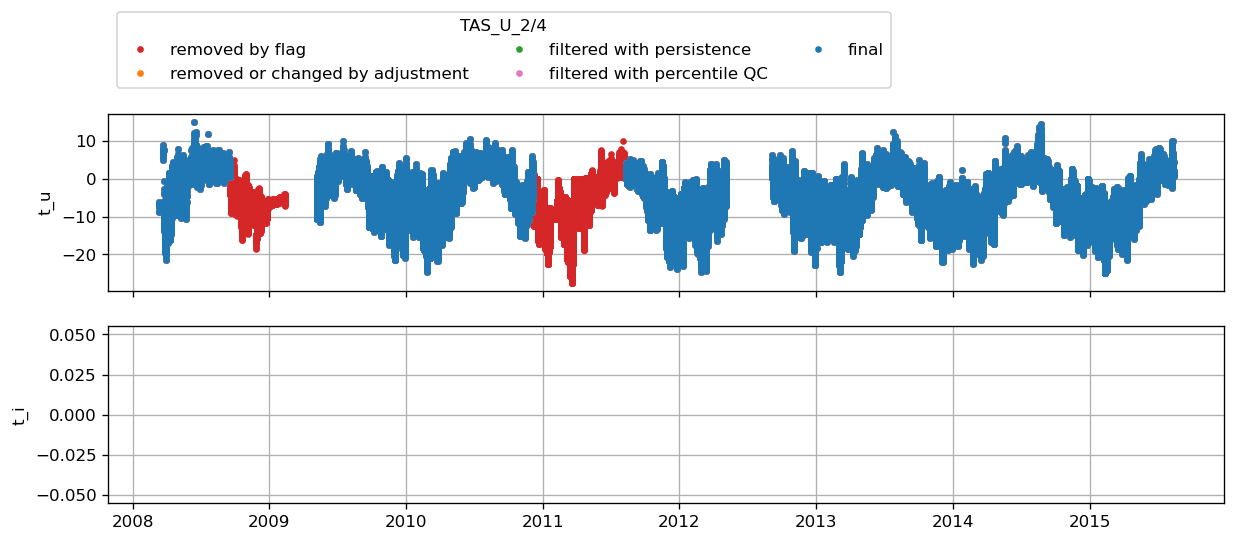 TAS_U_2/4
removed by flag
filtered with persistence
final
removed or changed by adjustment
filtered with percentile QC
t_u
10
0
−10
−20
t_i
0.050
0.025
0.000
−0.025
−0.050
2008 2009 2010 2011 2012 2013 2014 2015